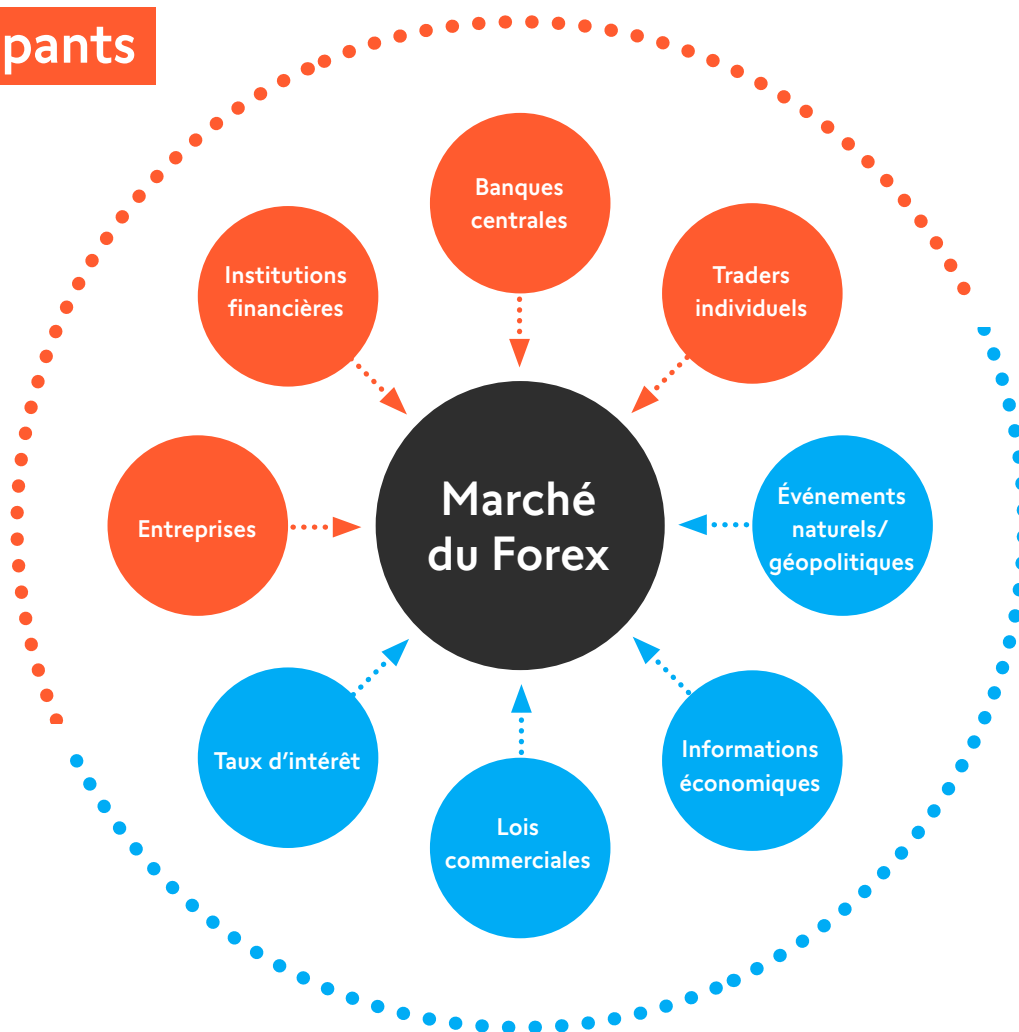 pants
Banques
centrales
Institutions
financières
Traders
individuels
Marché
du Forex
Entreprises
Événements
naturels/
géopolitiques
Taux d’intérêt
Lois
commerciales
Informations
économiques